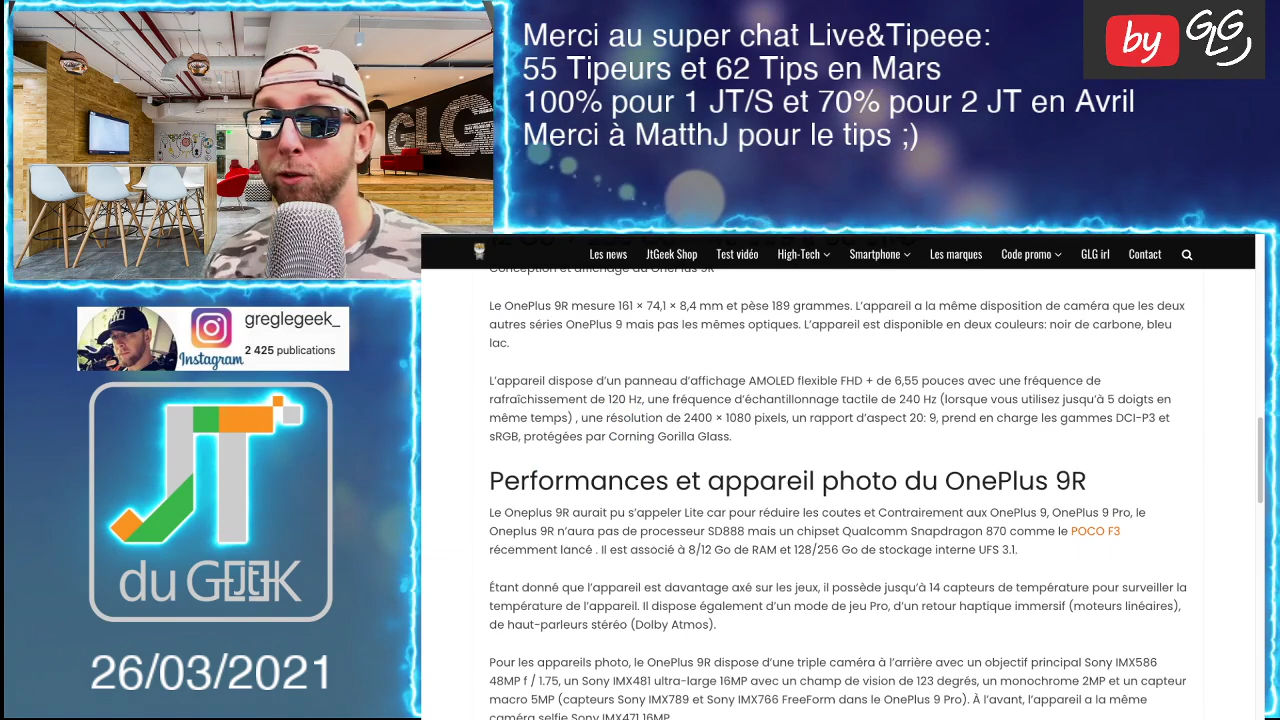 GLG
Merci au super chat Live&Tipeee:
55 Tipeurs et 62 Tips en Mars
100% pour 1 JT/S et 70% pour 2 JT en Avril
Merci à MatthJ pour le tips ;)
by GLG
Les news JtGeek Shop Test vidéo High-Tech Smartphone Les marques Code promo GLG irl Contact
Conception et affichage du OnePlus 9R
Le OnePlus 9R mesure 161 × 74,1 × 8,4 mm et pèse 189 grammes. L’appareil a la même disposition de caméra que les deux
autres séries OnePlus 9 mais pas les mêmes optiques. L’appareil est disponible en deux couleurs: noir de carbone, bleu
lac.
L’appareil dispose d’un panneau d’affichage AMOLED flexible FHD + de 6,55 pouces avec une fréquence de
rafraîchissement de 120 Hz, une fréquence d’échantillonnage tactile de 240 Hz (lorsque vous utilisez jusqu’à 5 doigts en
même temps) , une résolution de 2400 × 1080 pixels, un rapport d’aspect 20: 9, prend en charge les gammes DCI-P3 et
sRGB, protégées par Corning Gorilla Glass.
Performances et appareil photo du OnePlus 9R
Le Oneplus 9R aurait pu s’appeler Lite car pour réduire les coutes et Contrairement aux OnePlus 9, OnePlus 9 Pro, le
Oneplus 9R n’aura pas de processeur SD888 mais un chipset Qualcomm Snapdragon 870 comme le POCO F3
récemment lancé . Il est associé à 8/12 Go de RAM et 128/256 Go de stockage interne UFS 3.1.
Étant donné que l’appareil est davantage axé sur les jeux, il possède jusqu’à 14 capteurs de température pour surveiller la
température de l’appareil. Il dispose également d’un mode de jeu Pro, d’un retour haptique immersif (moteurs linéaires),
de haut-parleurs stéréo (Dolby Atmos).
Pour les appareils photo, le OnePlus 9R dispose d’une triple caméra à l’arrière avec un objectif principal Sony IMX586
48MP f / 1.75, un Sony IMX481 ultra-large 16MP avec un champ de vision de 123 degrés, un monochrome 2MP et un capteur
macro 5MP (capteurs Sony IMX789 et Sony IMX766 FreeForm dans le OnePlus 9 Pro). À l’avant, l’appareil a la même
caméra selfie Sony IMX471 16MP.
greglegeek_
2 425 publications
Instagram
JT
du GEEK
JT
26/03/2021